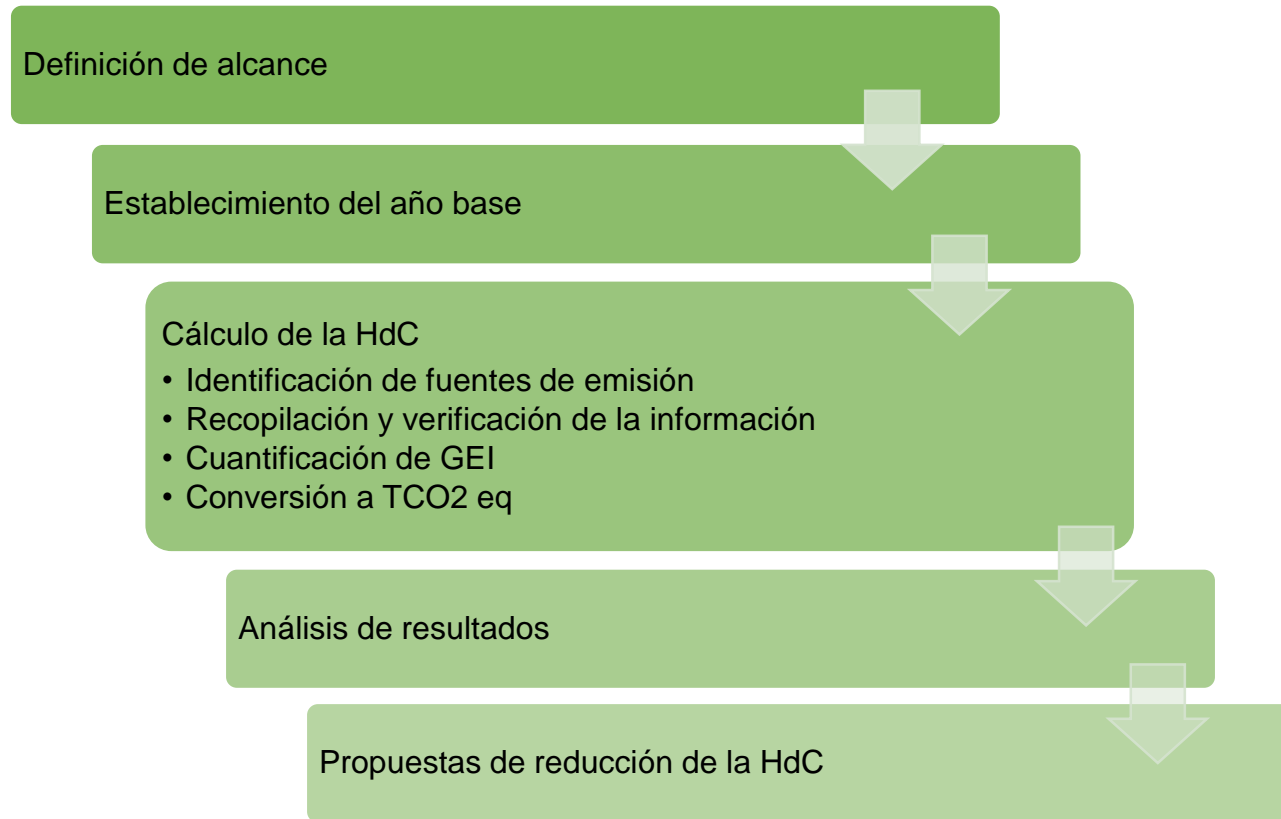 Definición de alcance
Establecimiento del año base
Cálculo de la HdC
• Identificación de fuentes de emisión
• Recopilación y verificación de la información
• Cuantificación de GEI
• Conversión a TCO2 eq
Análisis de resultados
Propuestas de reducción de la HdC